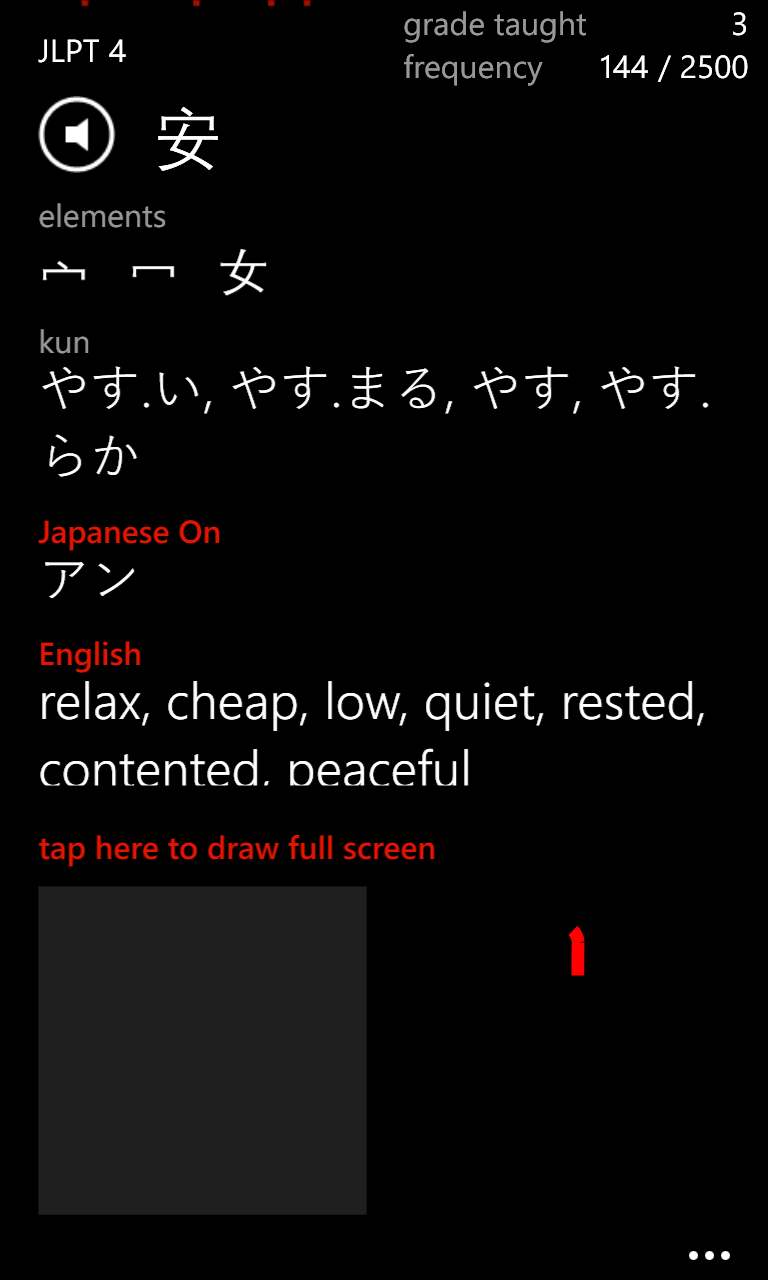 JLPT 4
grade taught 3
frequency 144 / 2500
安
elements
宀 冖 女
kun
やす.い, やす.まる, やす, やす.
らか
Japanese On
アン
English
relax, cheap, low, quiet, rested,
contented, peaceful
tap here to draw full screen